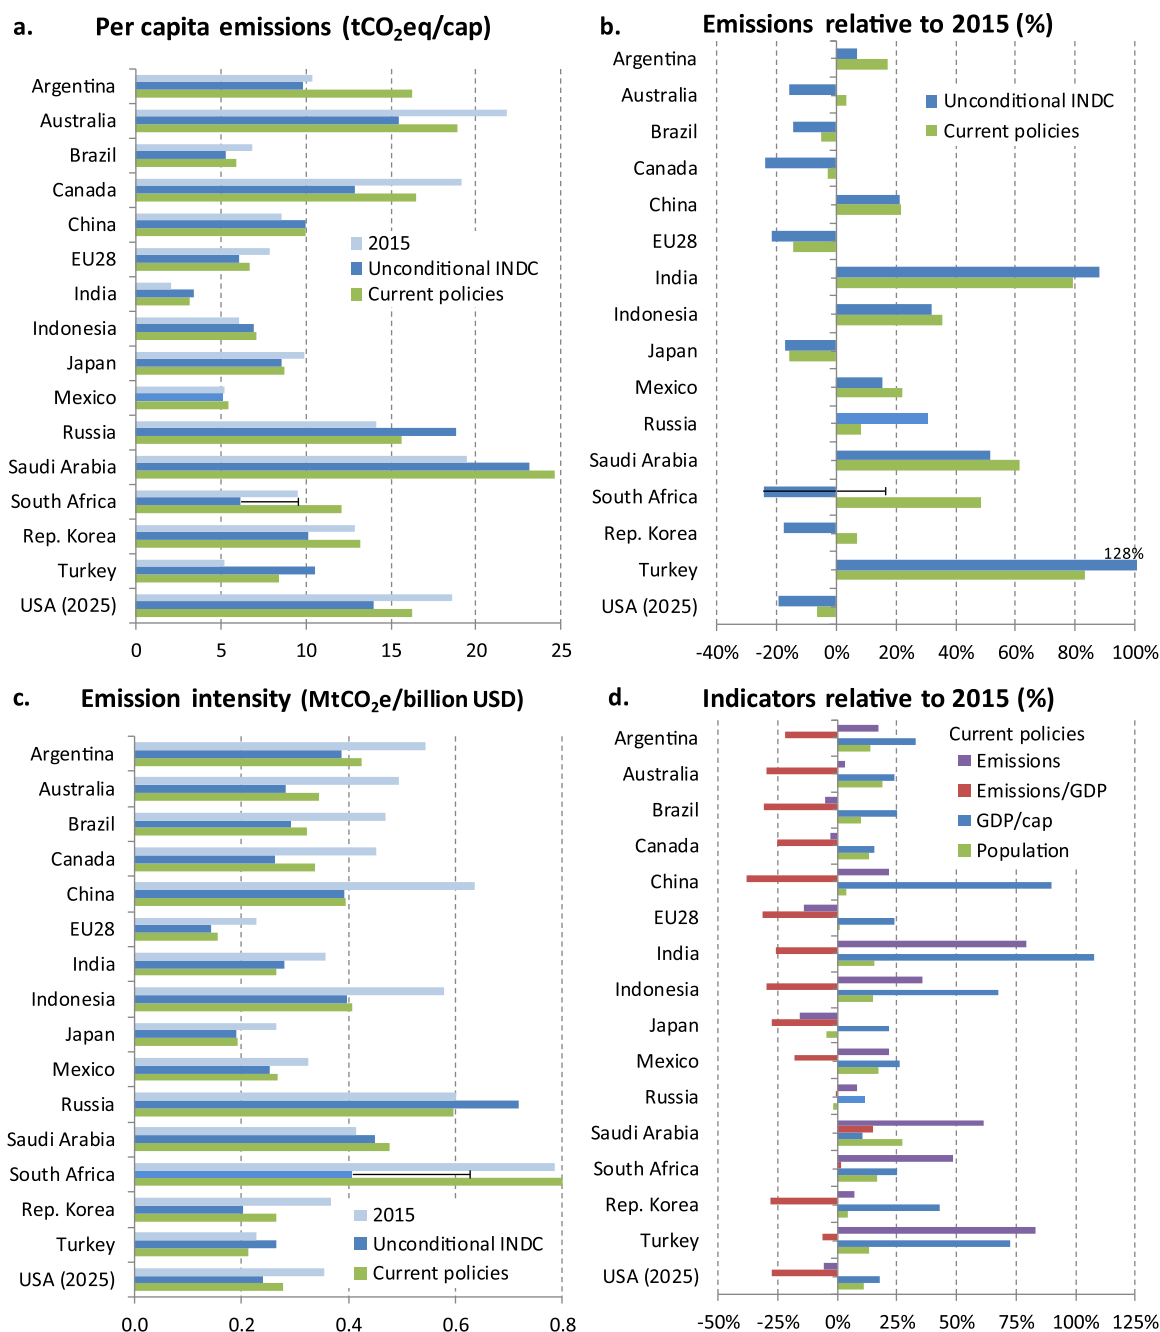 a. Per capita emissions (tCO2eq/cap)
Argentina
Australia
Brazil
Canada
China
EU28
India
Indonesia
Japan
Mexico
Russia
Saudi Arabia
South Africa
Rep. Korea
Turkey
USA (2025)
2015
Unconditional INDC
Current policies
0 5 10 15 20 25
b. Emissions relative to 2015 (%)
Argentina
Australia
Brazil
Canada
China
EU28
India
Indonesia
Japan
Mexico
Russia
Saudi Arabia
South Africa
Rep. Korea
Turkey
USA (2025)
Unconditional INDC
Current policies
128%
-40% -20% 0% 20% 40% 60% 80% 100%
c. Emission intensity (MtCO2e/billion USD)
Argentina
Australia
Brazil
Canada
China
EU28
India
Indonesia
Japan
Mexico
Russia
Saudi Arabia
South Africa
Rep. Korea
Turkey
USA (2025)
2015
Unconditional INDC
Current policies
0.0 0.2 0.4 0.6 0.8
d. Indicators relative to 2015 (%)
Argentina
Australia
Brazil
Canada
China
EU28
India
Indonesia
Japan
Mexico
Russia
Saudi Arabia
South Africa
Rep. Korea
Turkey
USA (2025)
Current policies
Emissions
Emissions/GDP
GDP/cap
Population
-50% -25% 0% 25% 50% 75% 100% 125%